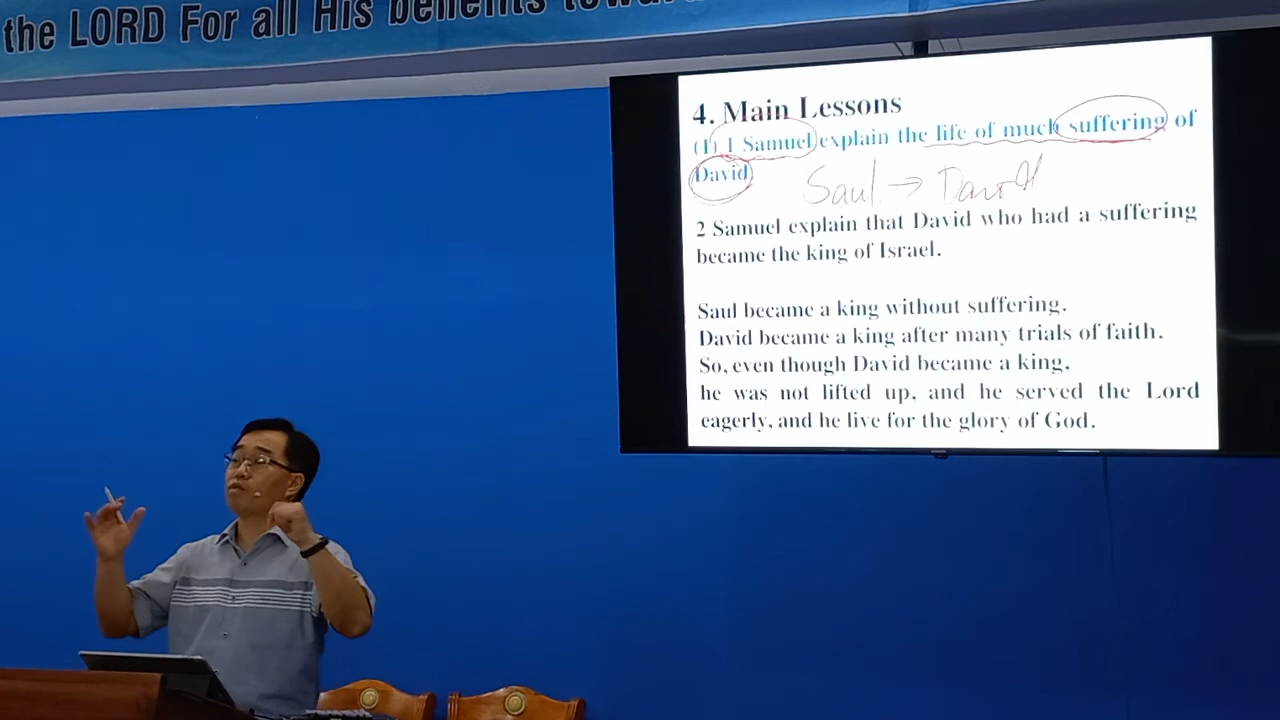 the LORD For all His benefits
4. Main Lessons
(1) 1 Samuel explain the life of much suffering of
David
Saul → David
2 Samuel explain that David who had a suffering
became the king of Israel.
Saul became a king without suffering.
David became a king after many trials of faith.
So, even though David became a king,
he was not lifted up, and he served the Lord
eagerly, and he live for the glory of God.